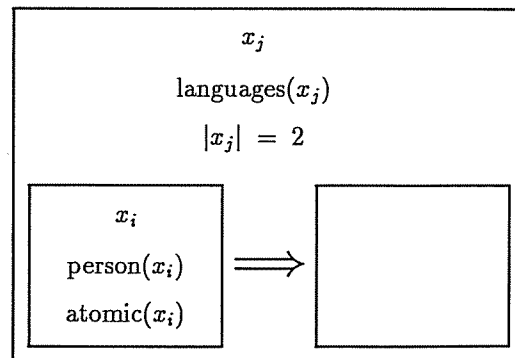 x_j
languages(x_j)
|x_j| = 2
x_i
person(x_i) ⟹
atomic(x_i)